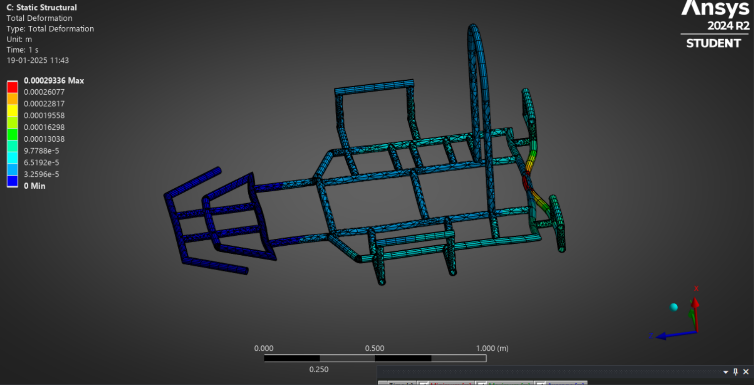 C: Static Structural
Total Deformation
Type: Total Deformation
Unit: m
Time: 1 s
19-01-2025 11:43
0.00029336 Max
0.00026077
0.00022817
0.00019558
0.00016298
0.00013038
9.7788e-5
6.5192e-5
3.2596e-5
0 Min
Ansys
2024 R2
STUDENT
0.000
0.500
1.000 (m)
0.250
X
Z